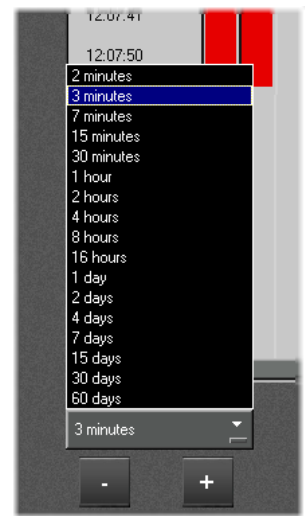 12:07:41
12:07:50
2 minutes
3 minutes
7 minutes
15 minutes
30 minutes
1 hour
2 hours
4 hours
8 hours
16 hours
1 day
2 days
4 days
7 days
15 days
30 days
60 days
3 minutes
- +